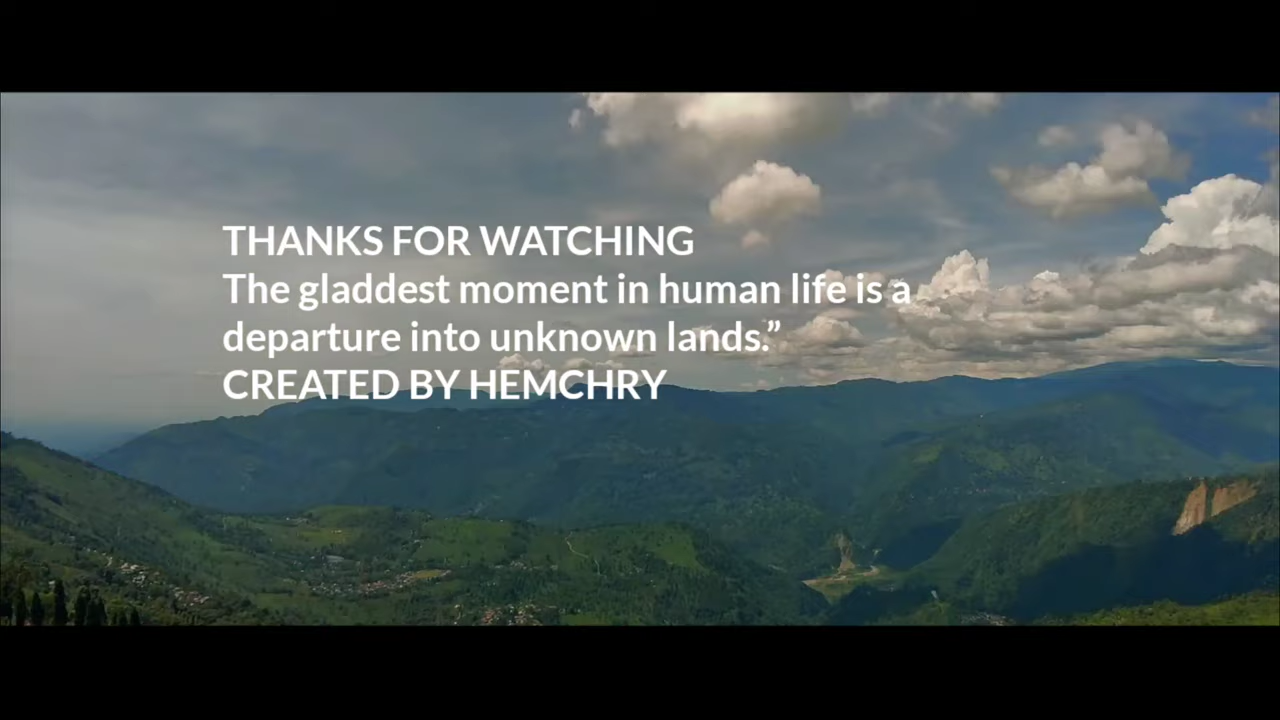 THANKS FOR WATCHING
The gladdest moment in human life is a
departure into unknown lands.”
CREATED BY HEMCHRY